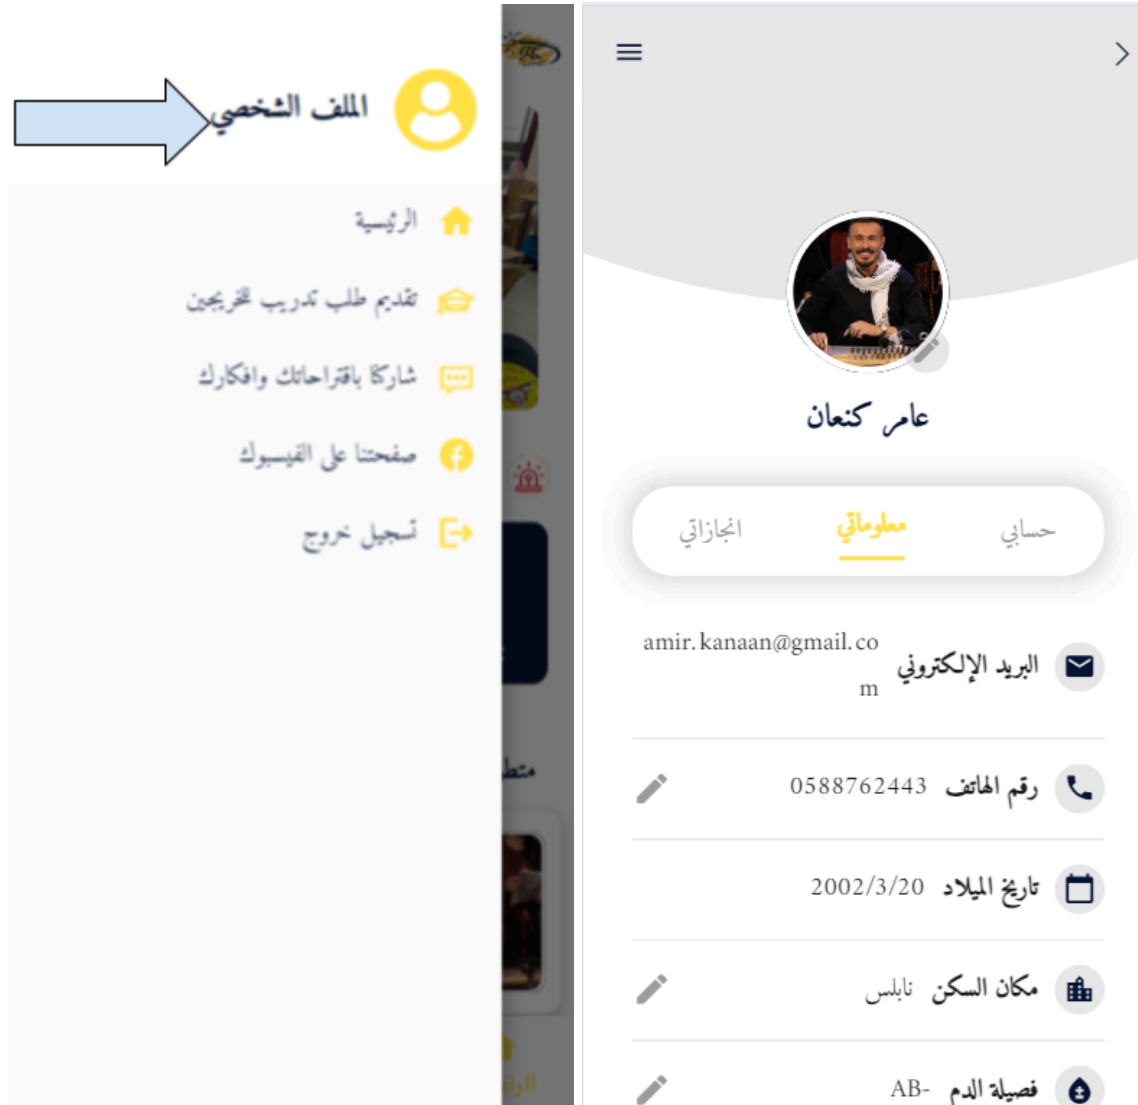 الملف الشخصي
الرئيسية
تقديم طلب تدريب للخريجين
شاركنا باقتراحاتك وافكارك
صفحتنا على الفيسبوك
تسجيل خروج
عامر كنعان
حسابي معلوماتي انجازاتي
البريد الإلكتروني amir.kanaan@gmail.co
m
رقم الهاتف 0588762443
تاريخ الميلاد 2002/3/20
مكان السكن نابلس
فصيلة الدم AB-